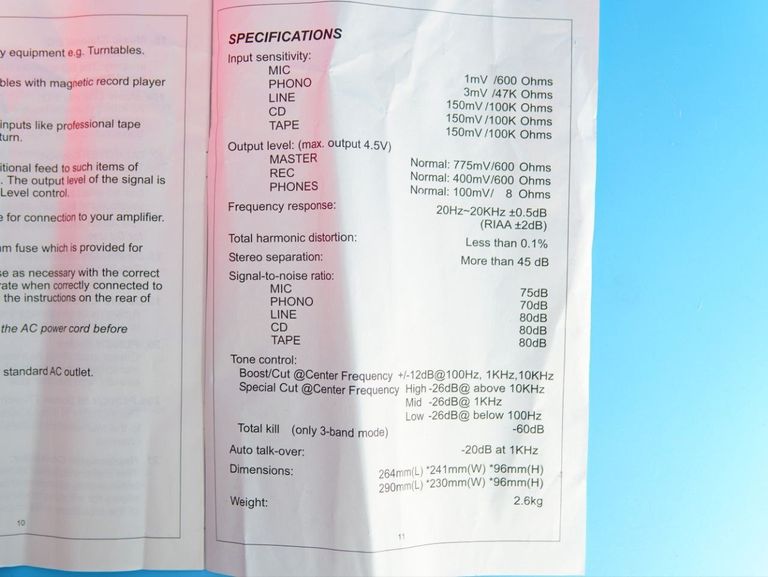 y equipment e.g. Turntables.
bles with magnetic record player
inputs like professional tape
turn.
itional feed to such items of
. The output level of the signal is
Level control.
e for connection to your amplifier.
m fuse which is provided for
se as necessary with the correct
rate when correctly connected to
the instructions on the rear of
the AC power cord before
standard AC outlet.
10
SPECIFICATIONS
Input sensitivity:
MIC 1mV /600 Ohms
PHONO 3mV /47K Ohms
LINE 150mV/100K Ohms
CD 150mV/100K Ohms
TAPE 150mV/100K Ohms
Output level: (max. output 4.5V)
MASTER Normal: 775mV/600 Ohms
REC Normal: 400mV/600 Ohms
PHONES Normal: 100mV/ 8 Ohms
Frequency response: 20Hz~20KHz ±0.5dB
(RIAA ±2dB)
Total harmonic distortion: Less than 0.1%
Stereo separation: More than 45 dB
Signal-to-noise ratio:
MIC 75dB
PHONO 70dB
LINE 80dB
CD 80dB
TAPE 80dB
Tone control:
Boost/Cut @Center Frequency +/-12dB@100Hz, 1KHz,10KHz
Special Cut @Center Frequency High -26dB@ above 10KHz
Mid -26dB@ 1KHz
Low -26dB@ below 100Hz
Total kill (only 3-band mode) -60dB
Auto talk-over: -20dB at 1KHz
Dimensions: 264mm(L) *241mm(W) *96mm(H)
290mm(L) *230mm(W) *96mm(H)
Weight: 2.6kg
11